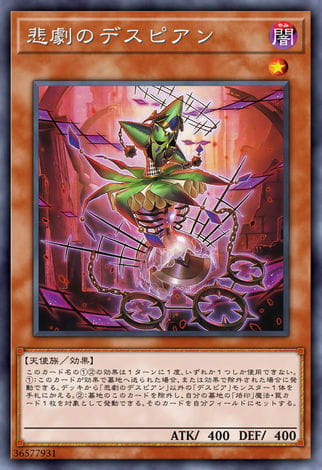 悲劇のデスピアン
闇
やみ
【天使族/効果】
このカード名の①②の効果は1ターンに1度、いずれか1つしか使用できない。
①:このカードが効果で墓地へ送られた場合、または効果で除外された場合に発
動できる。デッキから「悲劇のデスピアン」以外の「デスピア」モンスター1体を
手札に加える。②:墓地のこのカードを除外し、自分の墓地の「烙印」魔法・罠カ
ード1枚を対象として発動できる。そのカードを自分フィールドにセットする。
ATK/ 400 DEF/ 400
36577931